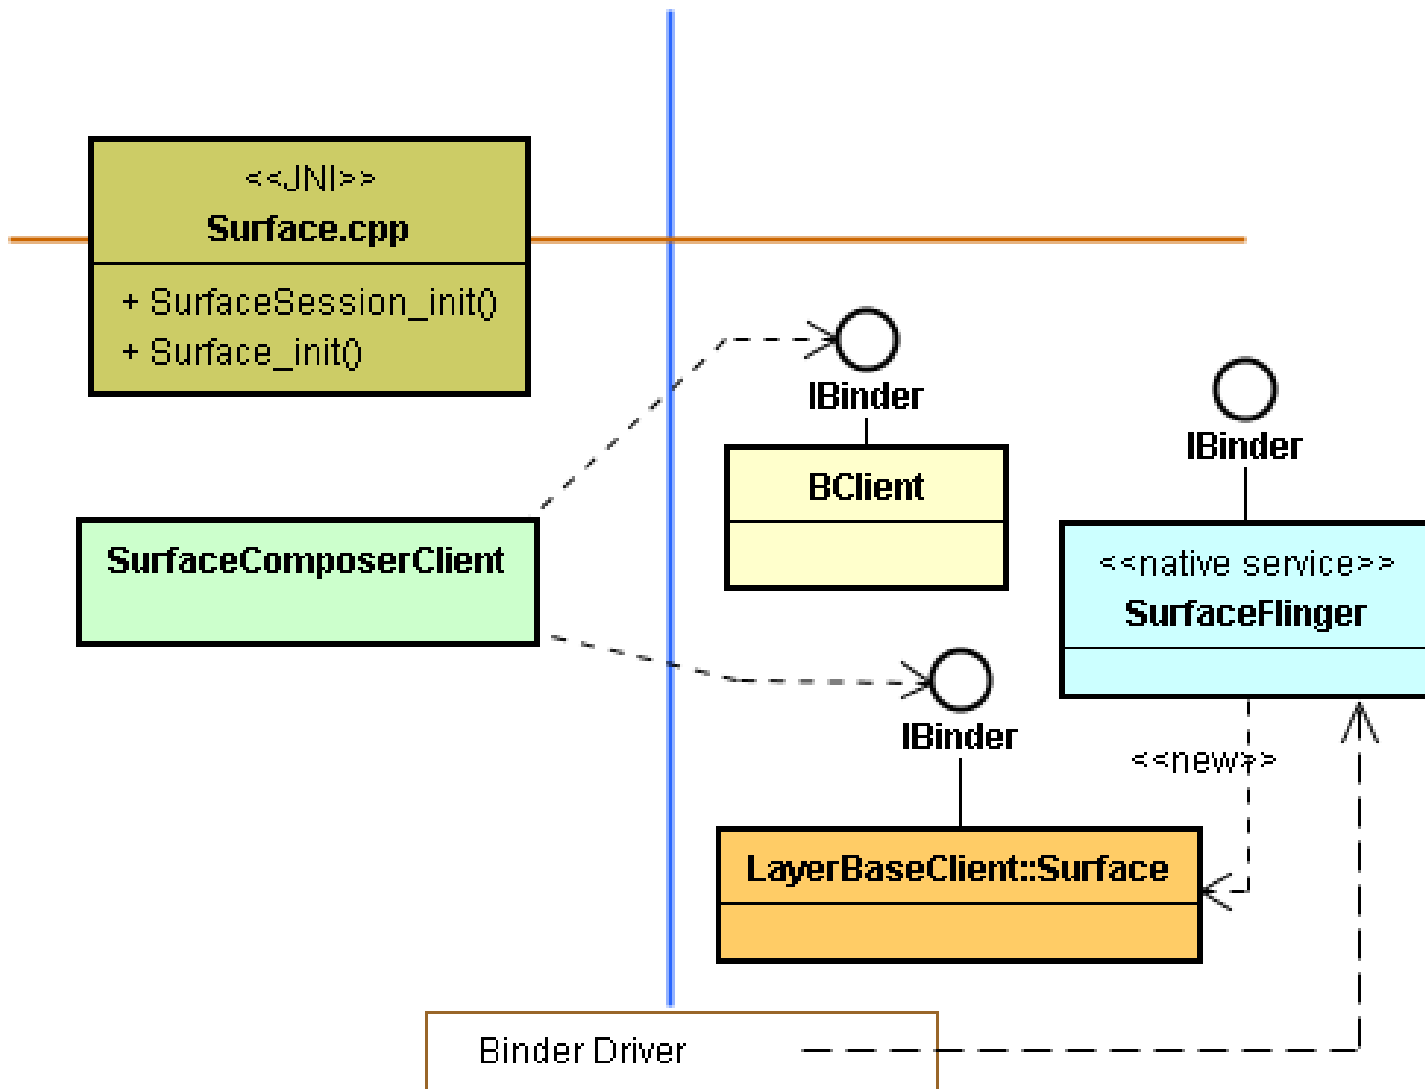 <<JNI>>
Surface.cpp
+ SurfaceSession_init()
+ Surface_init()
IBinder
IBinder
BClient
SurfaceComposerClient
<<native service>>
SurfaceFlinger
IBinder
<<new>>
LayerBaseClient::Surface
Binder Driver